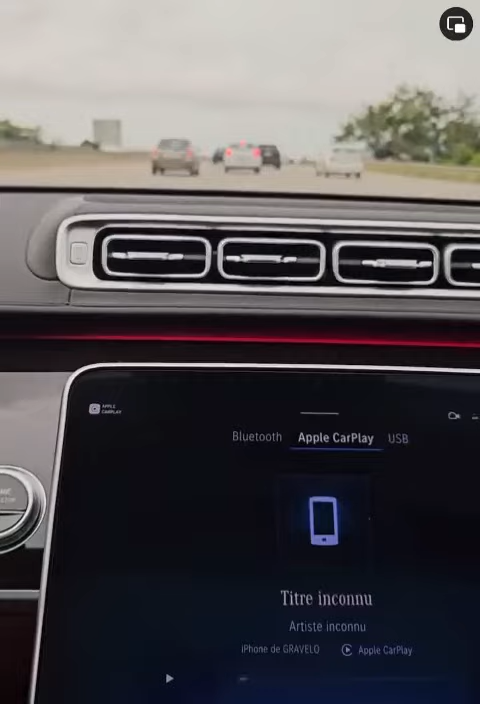 APPLE
CARPLAY
Bluetooth Apple CarPlay USB
Titre inconnu
Artiste inconnu
iPhone de GRAVELO Apple CarPlay